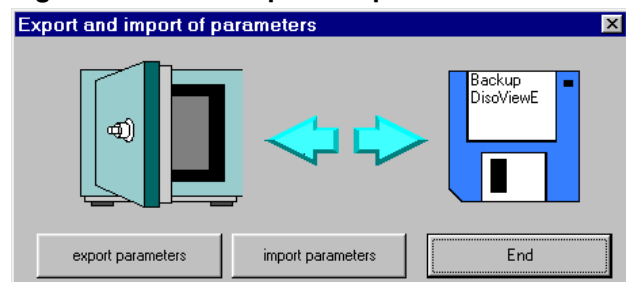 Export and import of parameters
Backup
DisoViewE
export parameters
import parameters
End